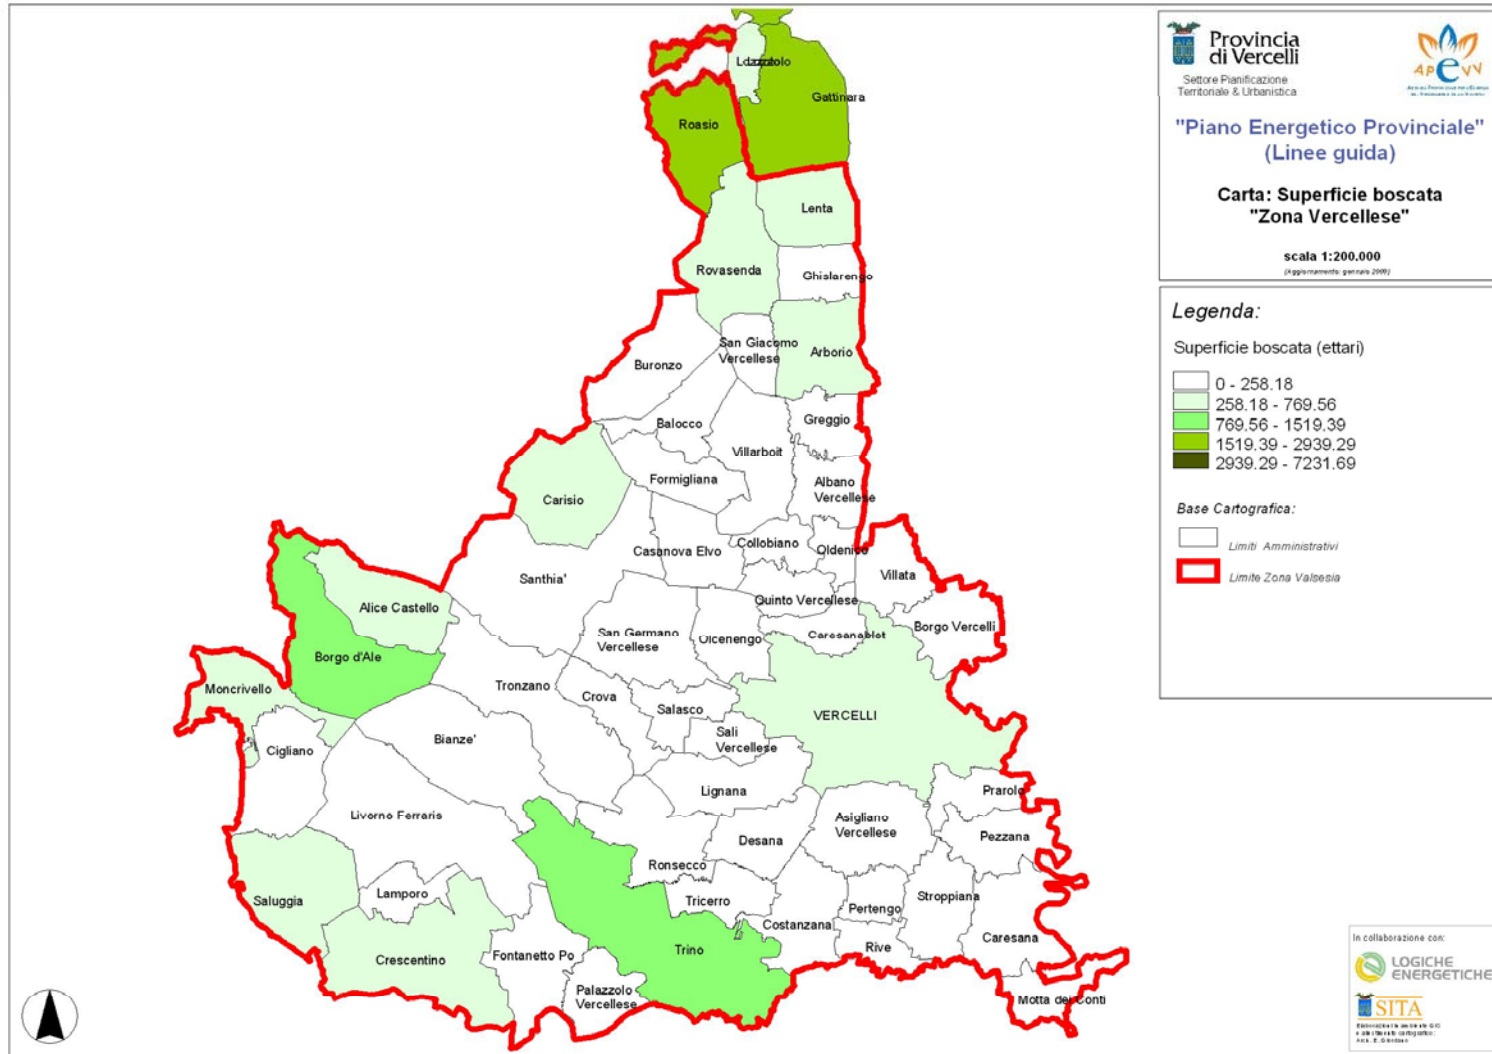 Provincia
di Vercelli
Settore Pianificazione
Territoriale & Urbanistica
APEVV
"Piano Energetico Provinciale"
(Linee guida)
Carta: Superficie boscata
"Zona Vercellese"
scala 1:200.000
(Aggiornamento: gennaio 2009)
Legenda:
Superficie boscata (ettari)
0 - 258.18
258.18 - 769.56
769.56 - 1519.39
1519.39 - 2939.29
2939.29 - 7231.69
Base Cartografica:
Limiti Amministrativi
Limite Zona Valsesia
Gattinara
Roasio
Lenta
Rovasenda
Ghislarengo
San Giacomo
Vercellese
Arborio
Buronzo
Greggio
Balocco
Villarboit
Formigliana
Albano
Vercellese
Carisio
Casanova Elvo
Collobiano
Oldenico
Santhia'
Villata
Quinto Vercellese
Alice Castello
San Germano
Vercellese
Olcenengo
Caresanablot
Borgo Vercelli
Borgo d'Ale
Moncrivello
Tronzano
Crova
Salasco
VERCELLI
Cigliano
Bianze'
Sali
Vercellese
Lignana
Prarolo
Livorno Ferraris
Asigliano
Vercellese
Desana
Pezzana
Ronsecco
Saluggia
Lamporo
Tricerro
Costanzana
Pertengo
Stroppiana
Crescentino
Fontanetto Po
Trino
Rive
Caresana
Palazzolo
Vercellese
Motta dei Conti
In collaborazione con:
LOGICHE
ENERGETICHE
SITA